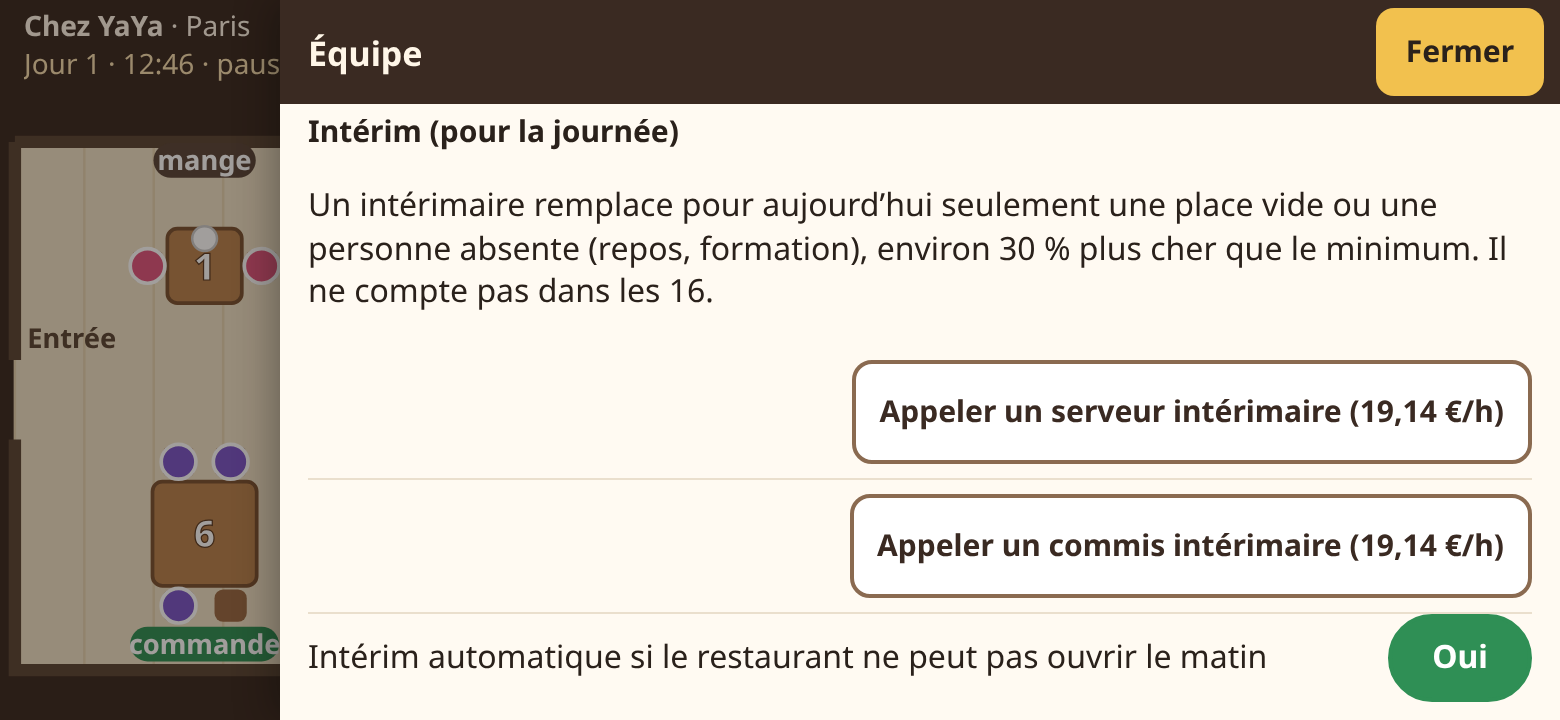 Chez YaYa · Paris
Jour 1 · 12:46 · paus
mange
1
Entrée
6
commande
Équipe
Fermer
Intérim (pour la journée)
Un intérimaire remplace pour aujourd’hui seulement une place vide ou une
personne absente (repos, formation), environ 30 % plus cher que le minimum. Il
ne compte pas dans les 16.
Appeler un serveur intérimaire (19,14 €/h)
Appeler un commis intérimaire (19,14 €/h)
Intérim automatique si le restaurant ne peut pas ouvrir le matin
Oui